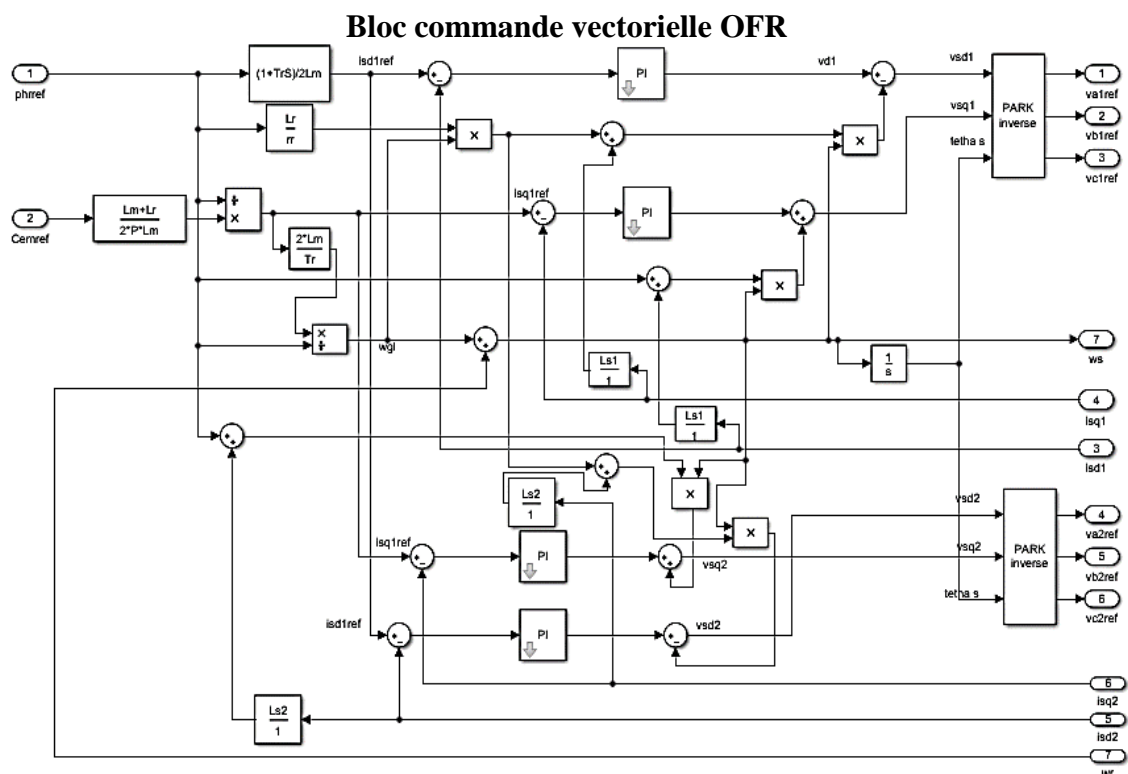 Bloc commande vectorielle OFR
1
phrref
(1+TrS)/2Lm
isd1ref
PI
vd1
vsd1
PARK
inverse
1
va1ref
Lr
rr
×
×
vsq1
2
vb1ref
tetha s
3
vc1ref
2
Cemref
Lm+Lr
2*P*Lm
÷
×
isq1ref
PI
2*Lm
Tr
×
×
÷
wgl
7
ws
1
s
Ls1
1
4
isq1
Ls1
1
3
isd1
×
Ls2
1
×
vsd2
PARK
inverse
4
va2ref
isq1ref
PI
vsq2
vsq2
5
vb2ref
tetha s
6
vc2ref
isd1ref
PI
vsd2
6
isq2
Ls2
1
5
isd2
7